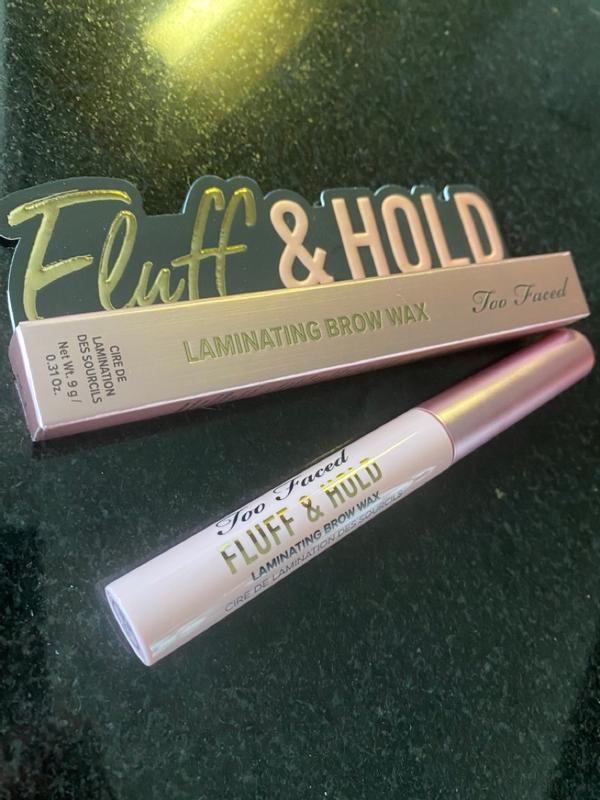 Fluff & HOLD
LAMINATING BROW WAX
Too Faced
CIRE DE
LAMINATION
DES SOURCILS
Net Wt. 9 g /
0.31 Oz.
Too Faced
FLUFF & HOLD
LAMINATING BROW WAX
CIRE DE LAMINATION DES SOURCILS